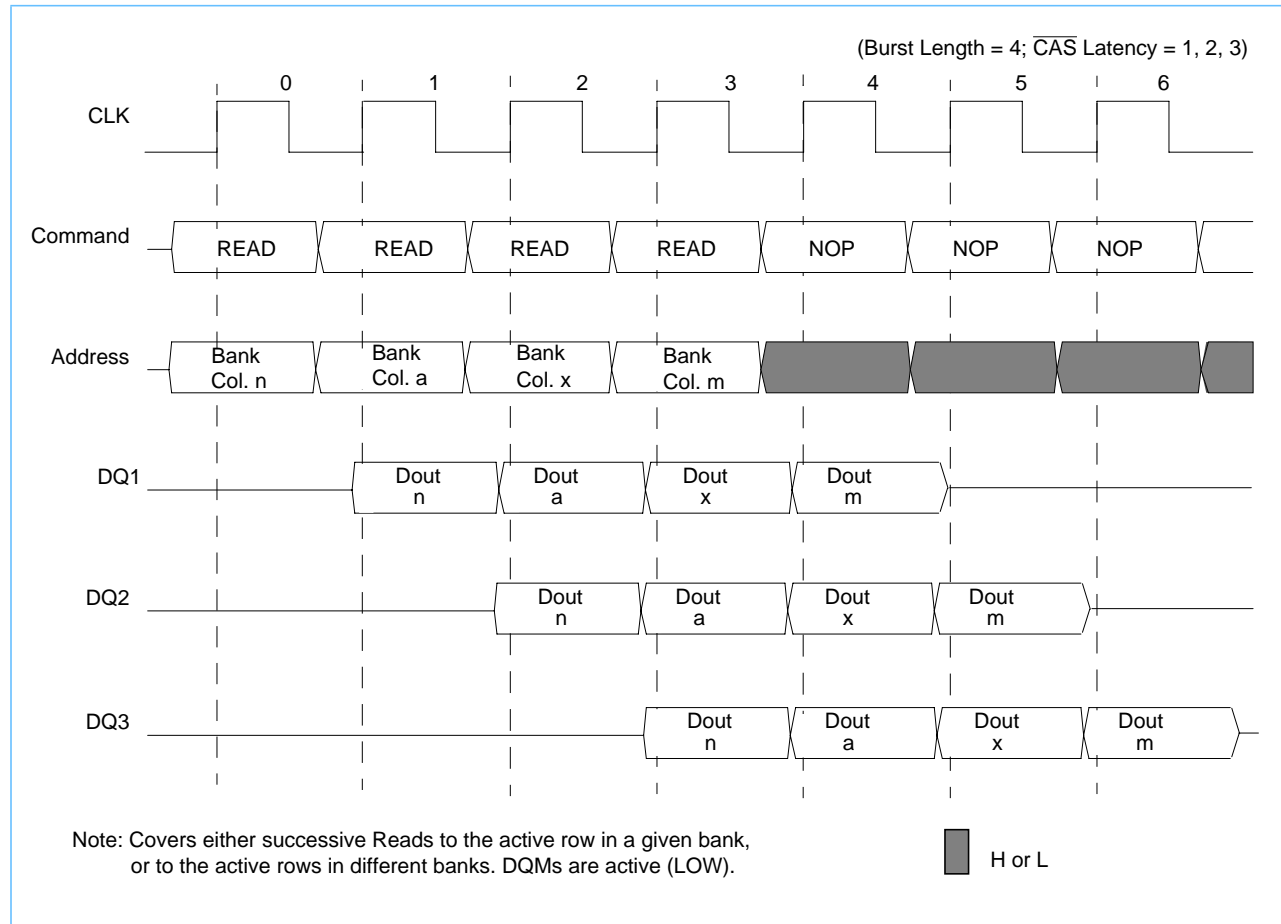 (Burst Length = 4; CAS Latency = 1, 2, 3)
0 1 2 3 4 5 6
CLK
Command READ READ READ READ NOP NOP NOP
Address
Bank Bank Bank Bank
Col. n Col. a Col. x Col. m
DQ1
Dout Dout Dout Dout
n a x m
DQ2
Dout Dout Dout Dout
n a x m
DQ3
Dout Dout Dout Dout
n a x m
Note: Covers either successive Reads to the active row in a given bank,
or to the active rows in different banks. DQMs are active (LOW).
H or L